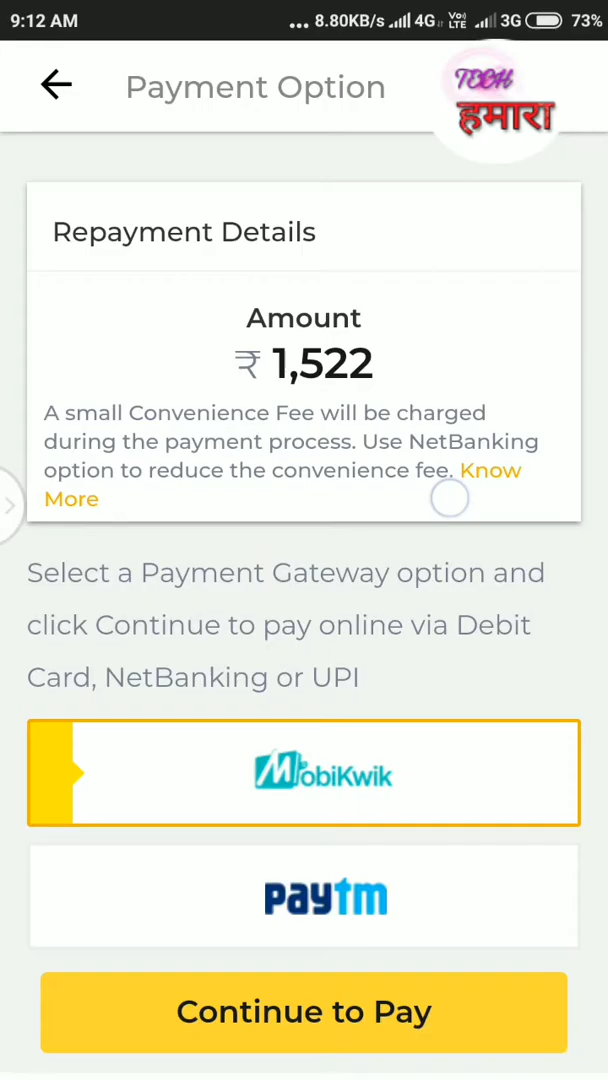 9:12 AM ... 8.80KB/s 4G Vo) LTE 3G 73%
Payment Option
TECH
हमारा
Repayment Details
Amount
₹ 1,522
A small Convenience Fee will be charged
during the payment process. Use NetBanking
option to reduce the convenience fee. Know
More
Select a Payment Gateway option and
click Continue to pay online via Debit
Card, NetBanking or UPI
MobiKwik
paytm
Continue to Pay